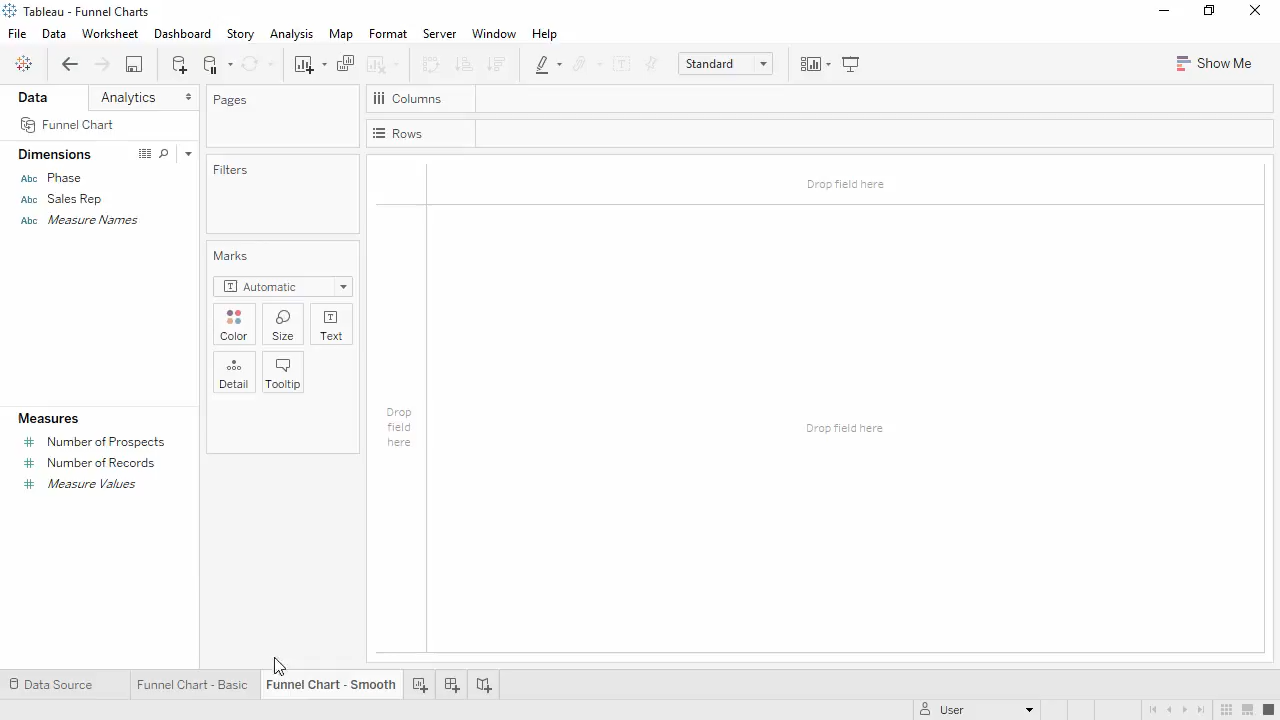 Tableau - Funnel Charts
File Data Worksheet Dashboard Story Analysis Map Format Server Window Help
Standard
Show Me
Data Analytics
Funnel Chart
Dimensions
Abc Phase
Abc Sales Rep
Abc Measure Names
Measures
Number of Prospects
Number of Records
Measure Values
Pages
Filters
Marks
T Automatic
Color Size T Text
Detail Tooltip
Columns
Rows
Drop field here
Drop
field
here
Drop field here
Data Source Funnel Chart - Basic Funnel Chart - Smooth
User